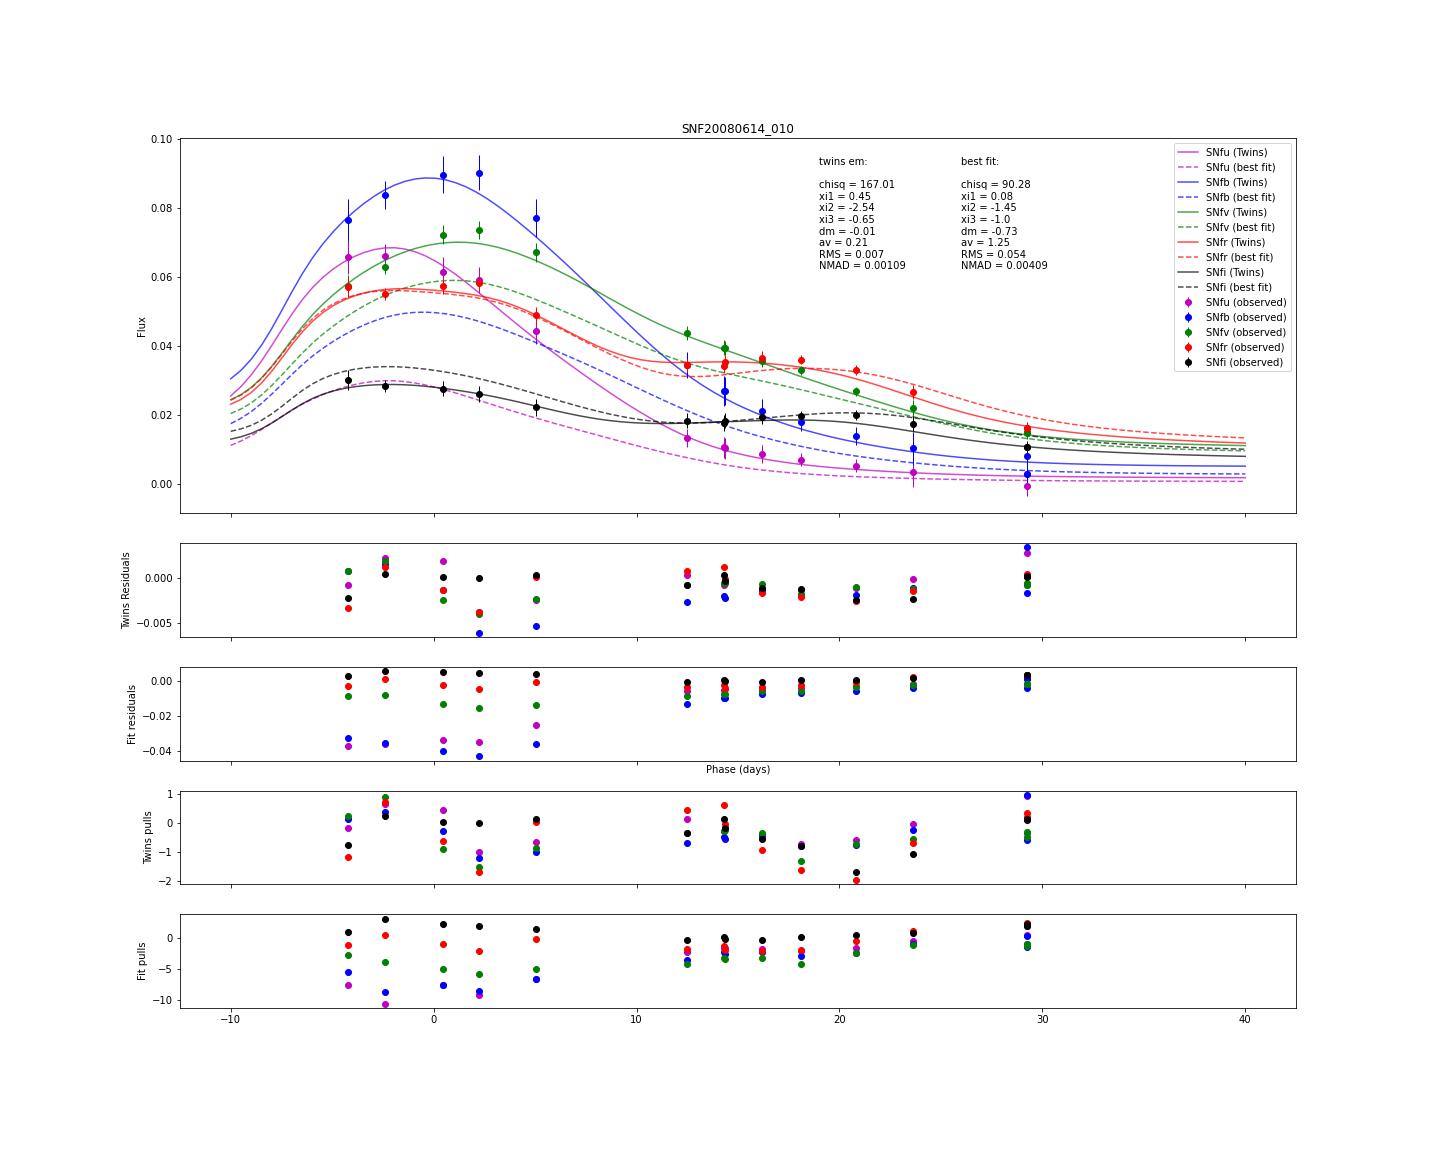 SNF20080614_010
0.10
0.08
0.06
0.04
0.02
0.00
Flux
twins em:
chisq = 167.01
xi1 = 0.45
xi2 = -2.54
xi3 = -0.65
dm = -0.01
av = 0.21
RMS = 0.007
NMAD = 0.00109
best fit:
chisq = 90.28
xi1 = 0.08
xi2 = -1.45
xi3 = -1.0
dm = -0.73
av = 1.25
RMS = 0.054
NMAD = 0.00409
SNfu (Twins)
SNfu (best fit)
SNfb (Twins)
SNfb (best fit)
SNfv (Twins)
SNfv (best fit)
SNfr (Twins)
SNfr (best fit)
SNfi (Twins)
SNfi (best fit)
SNfu (observed)
SNfb (observed)
SNfv (observed)
SNfr (observed)
SNfi (observed)
0.000
−0.005
Twins Residuals
0.00
−0.02
−0.04
Fit residuals
Phase (days)
1
0
−1
−2
Twins pulls
0
−5
−10
Fit pulls
−10
0
10
20
30
40